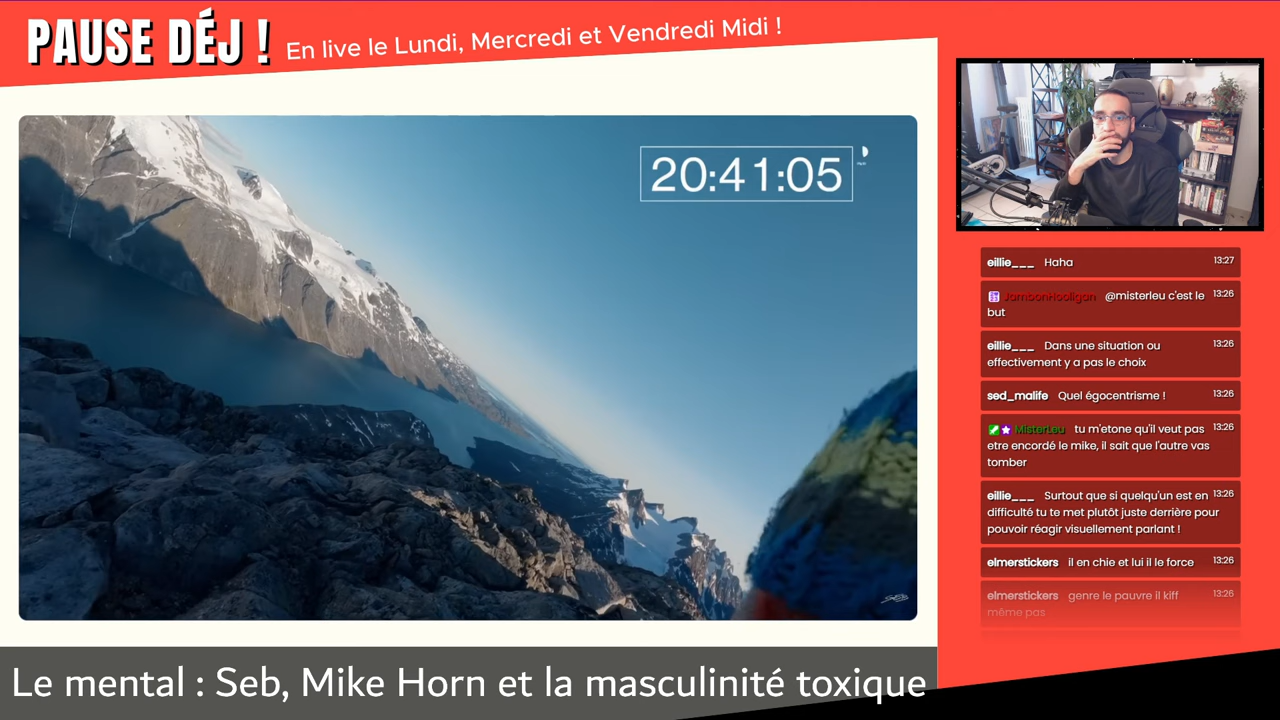 PAUSE DÉJ !
En live le Lundi, Mercredi et Vendredi Midi !
20:41:05
SEB
eillie___ Haha 13:27
JambonHooligan @misterleu c'est le 13:26
but
eillie___ Dans une situation ou 13:26
effectivement y a pas le choix
sed_malife Quel égocentrisme ! 13:26
MisterLeu tu m'etone qu'il veut pas 13:26
etre encordé le mike, il sait que l'autre vas
tomber
eillie___ Surtout que si quelqu'un est en 13:26
difficulté tu te met plutôt juste derrière pour
pouvoir réagir visuellement parlant !
elmerstickers il en chie et lui il le force 13:26
elmerstickers genre le pauvre il kiff 13:26
même pas
Le mental : Seb, Mike Horn et la masculinité toxique